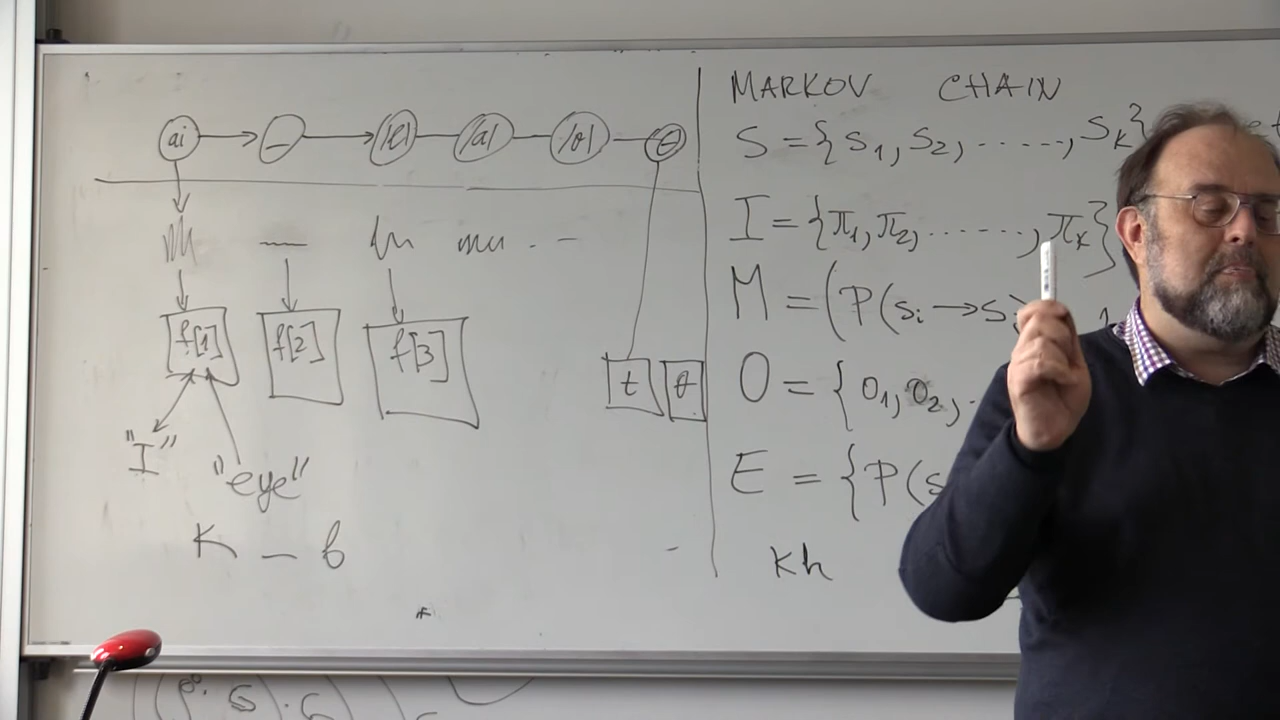 ai – /l/ /a/ /o/
f[1] f[2] f[3]
t θ
"I"
"eye"
K – b
MARKOV CHAIN
S = {S₁, S₂, ....., Sₖ}
I = {π₁, π₂, ......, πₖ}
M = (P(sᵢ → s
O = {o₁, o₂, .
E = {P(s
kh